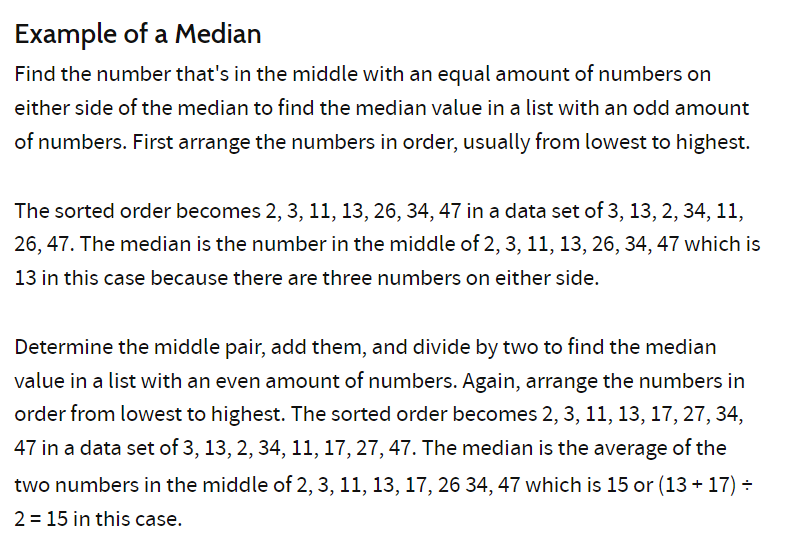 Example of a Median
Find the number that's in the middle with an equal amount of numbers on
either side of the median to find the median value in a list with an odd amount
of numbers. First arrange the numbers in order, usually from lowest to highest.
The sorted order becomes 2, 3, 11, 13, 26, 34, 47 in a data set of 3, 13, 2, 34, 11,
26, 47. The median is the number in the middle of 2, 3, 11, 13, 26, 34, 47 which is
13 in this case because there are three numbers on either side.
Determine the middle pair, add them, and divide by two to find the median
value in a list with an even amount of numbers. Again, arrange the numbers in
order from lowest to highest. The sorted order becomes 2, 3, 11, 13, 17, 27, 34,
47 in a data set of 3, 13, 2, 34, 11, 17, 27, 47. The median is the average of the
two numbers in the middle of 2, 3, 11, 13, 17, 26 34, 47 which is 15 or (13 + 17) ÷
2 = 15 in this case.